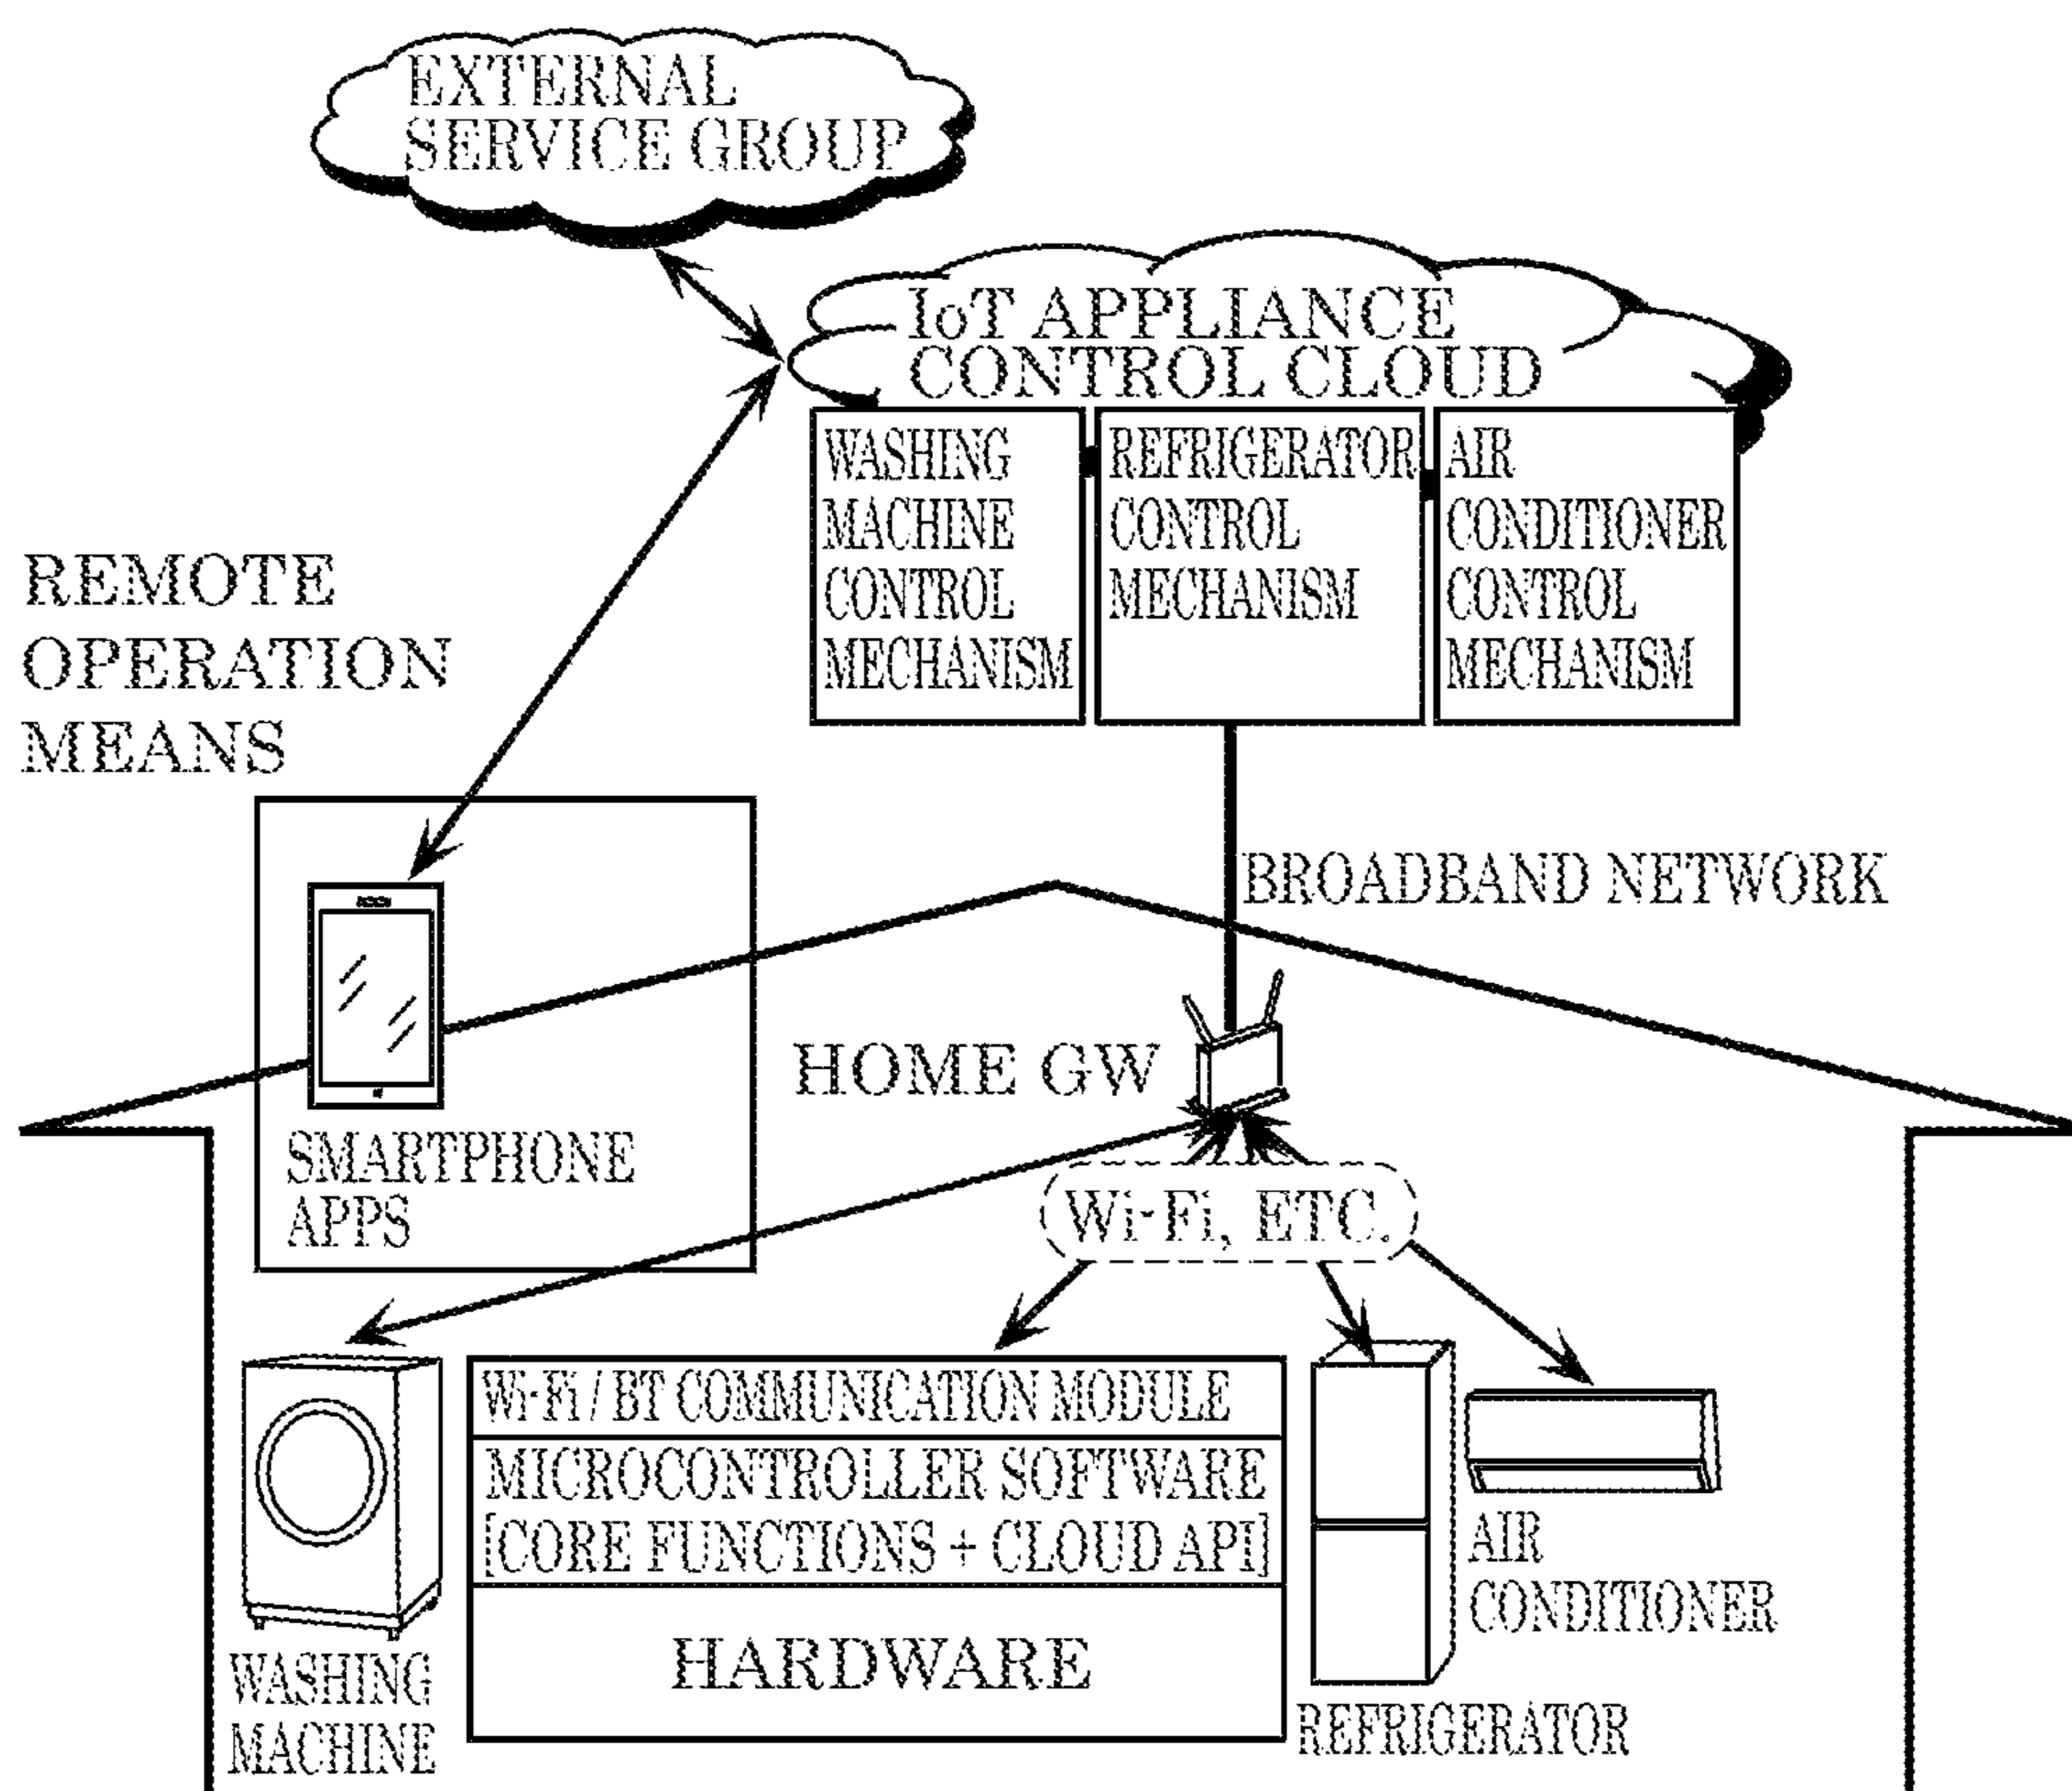 EXTERNAL
SERVICE GROUP
IoT APPLIANCE
CONTROL CLOUD
WASHING
MACHINE
CONTROL
MECHANISM
REFRIGERATOR
CONTROL
MECHANISM
AIR
CONDITIONER
CONTROL
MECHANISM
REMOTE
OPERATION
MEANS
BROADBAND NETWORK
HOME GW
SMARTPHONE
APPS
Wi-Fi, ETC.
Wi-Fi / BT COMMUNICATION MODULE
MICROCONTROLLER SOFTWARE
[CORE FUNCTIONS + CLOUD API]
HARDWARE
WASHING
MACHINE
REFRIGERATOR
AIR
CONDITIONER